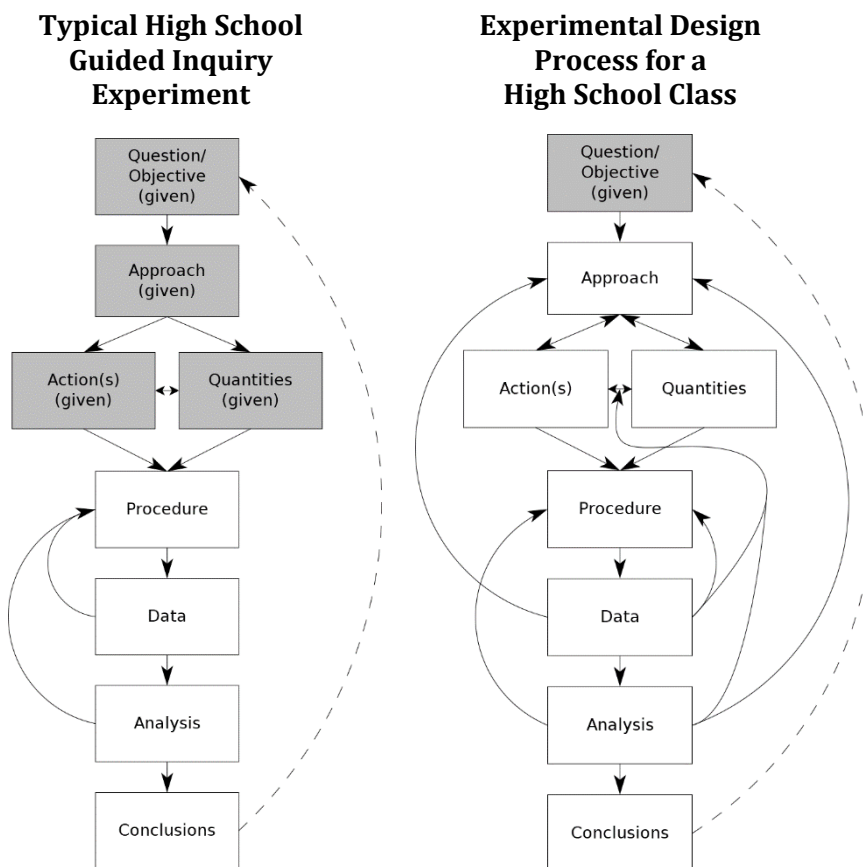 Typical High School
Guided Inquiry
Experiment
Question/
Objective
(given)
Approach
(given)
Action(s)
(given)
Quantities
(given)
Procedure
Data
Analysis
Conclusions
Experimental Design
Process for a
High School Class
Question/
Objective
(given)
Approach
Action(s)
Quantities
Procedure
Data
Analysis
Conclusions